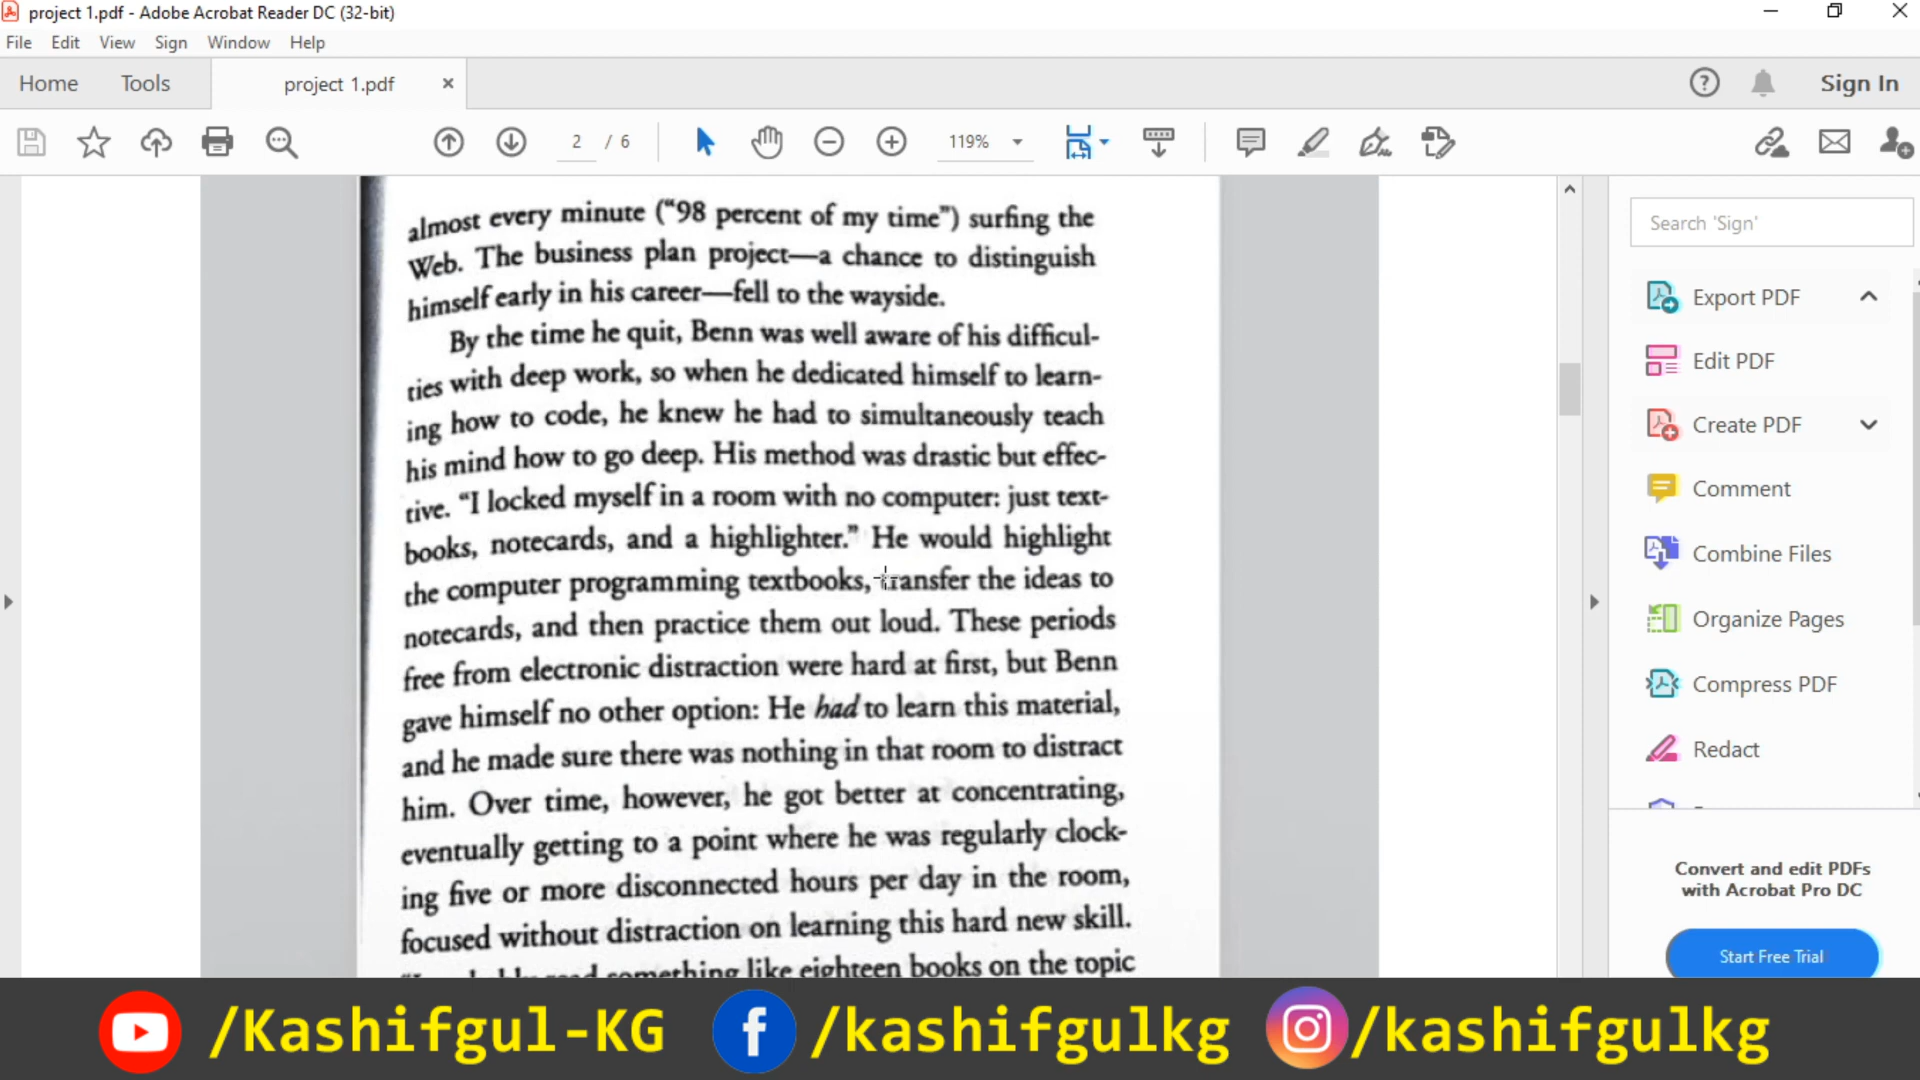 project 1.pdf - Adobe Acrobat Reader DC (32-bit)
File Edit View Sign Window Help
Home Tools project 1.pdf Sign In
2 / 6 119%
almost every minute (“98 percent of my time”) surfing the
Web. The business plan project—a chance to distinguish
himself early in his career—fell to the wayside.
By the time he quit, Benn was well aware of his difficul-
ties with deep work, so when he dedicated himself to learn-
ing how to code, he knew he had to simultaneously teach
his mind how to go deep. His method was drastic but effec-
tive. “I locked myself in a room with no computer: just text-
books, notecards, and a highlighter.” He would highlight
the computer programming textbooks, transfer the ideas to
notecards, and then practice them out loud. These periods
free from electronic distraction were hard at first, but Benn
gave himself no other option: He had to learn this material,
and he made sure there was nothing in that room to distract
him. Over time, however, he got better at concentrating,
eventually getting to a point where he was regularly clock-
ing five or more disconnected hours per day in the room,
focused without distraction on learning this hard new skill.
something like eighteen books on the topic
Search 'Sign'
Export PDF
Edit PDF
Create PDF
Comment
Combine Files
Organize Pages
Compress PDF
Redact
Convert and edit PDFs
with Acrobat Pro DC
Start Free Trial
/Kashifgul-KG /kashifgulkg /kashifgulkg